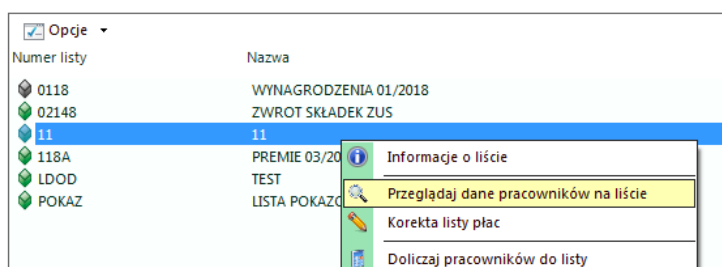 Opcje
Numer listy Nazwa
0118 WYNAGRODZENIA 01/2018
02148 ZWROT SKŁADEK ZUS
11 11
118A PREMIE 03/20
Informacje o liście
LDOD TEST
Przeglądaj dane pracowników na liście
POKAZ LISTA
Korekta listy płac
Doliczaj pracowników do listy